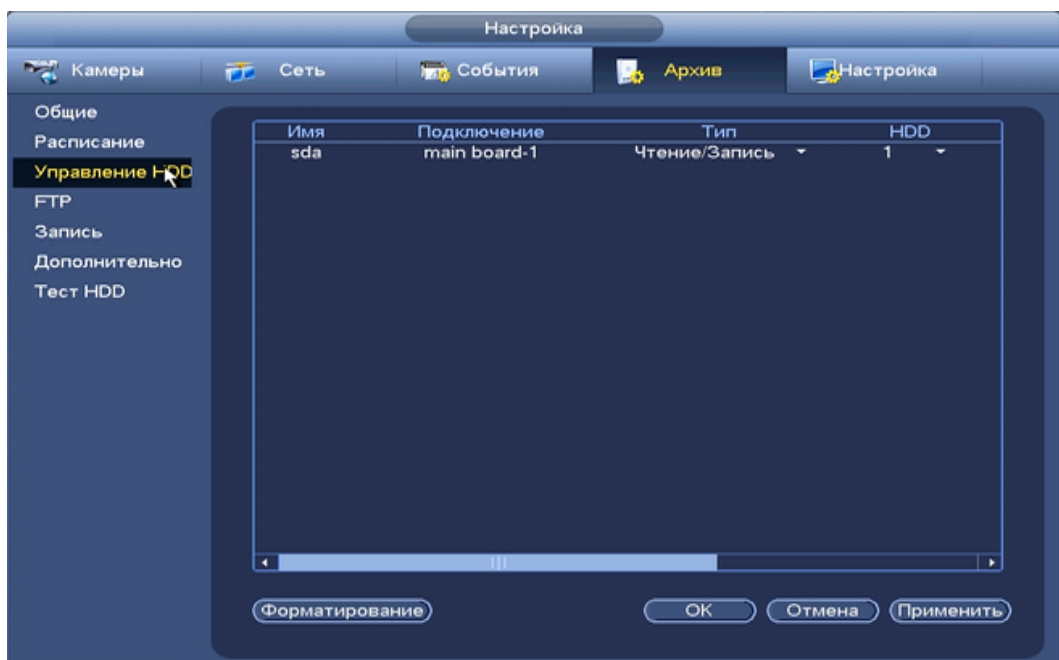 Настройка
Камеры Сеть События Архив Настройка
Общие
Расписание
Управление HDD
FTP
Запись
Дополнительно
Тест HDD
Имя Подключение Тип HDD
sda main board-1 Чтение/Запись 1
Форматирование OK Отмена Применить